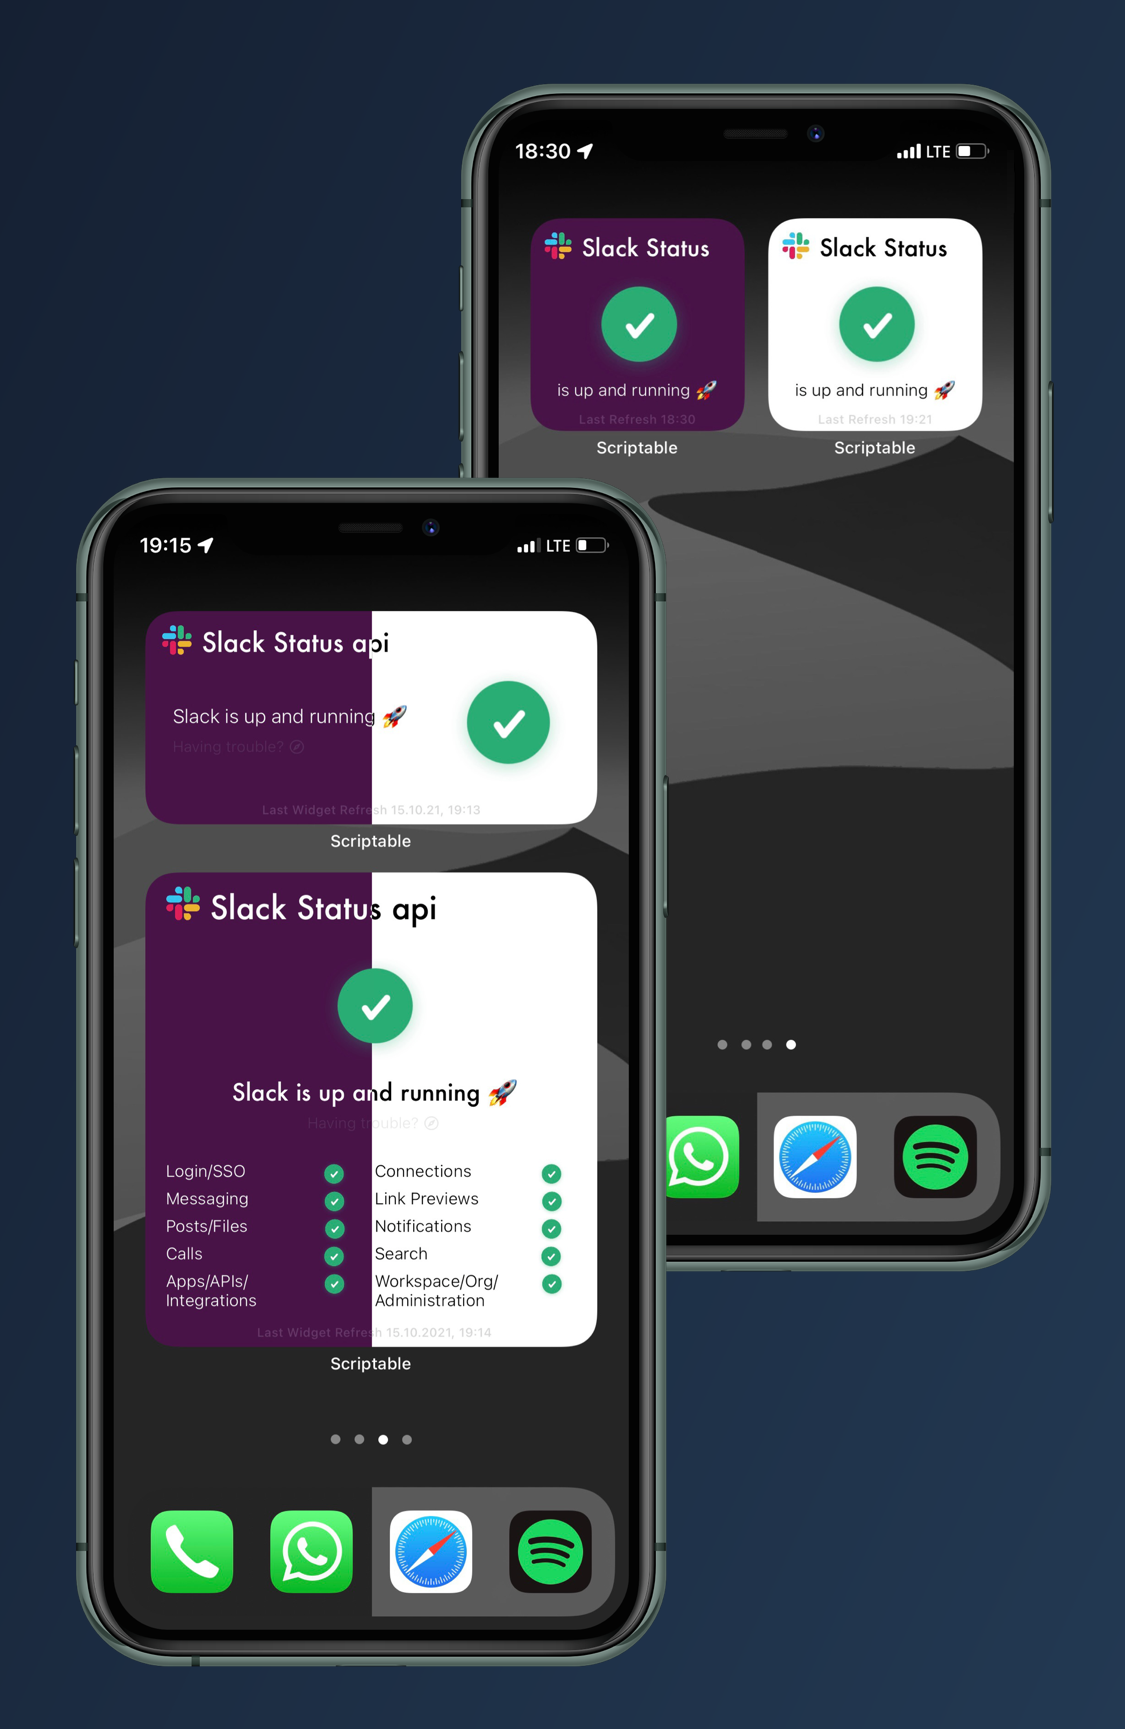 18:30
LTE
Slack Status
is up and running 🚀
Last Refresh 18:30
Scriptable
Slack Status
is up and running 🚀
Last Refresh 19:21
Scriptable
19:15
LTE
Slack Status api
Slack is up and running 🚀
Having trouble?
Last Widget Refresh 15.10.21, 19:13
Scriptable
Slack Status api
Slack is up and running 🚀
Having trouble?
Login/SSO
Messaging
Posts/Files
Calls
Apps/APIs/
Integrations
Connections
Link Previews
Notifications
Search
Workspace/Org/
Administration
Last Widget Refresh 15.10.2021, 19:14
Scriptable